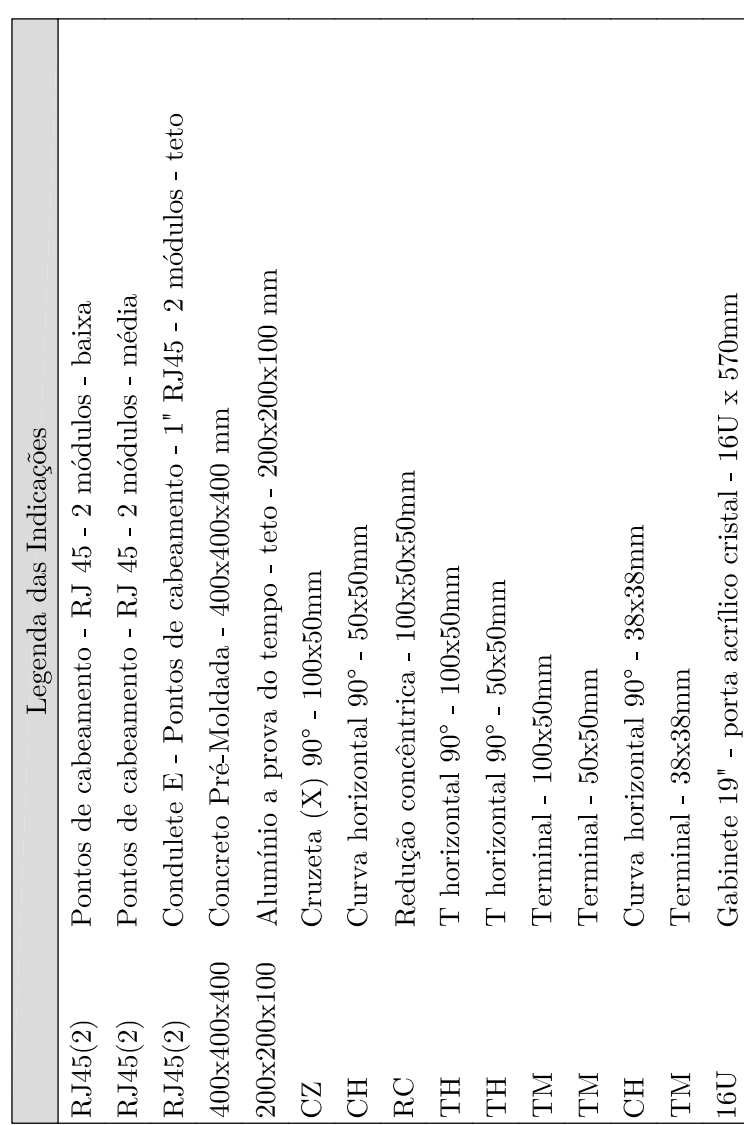 Legenda das Indicações
RJ45(2) Pontos de cabeamento - RJ 45 - 2 módulos - baixa
RJ45(2) Pontos de cabeamento - RJ 45 - 2 módulos - média
RJ45(2) Condulete E - Pontos de cabeamento - 1" RJ45 - 2 módulos - teto
400x400x400 Concreto Pré-Moldada - 400x400x400 mm
200x200x100 Alumínio a prova do tempo - teto - 200x200x100 mm
CZ Cruzeta (X) 90° - 100x50mm
CH Curva horizontal 90° - 50x50mm
RC Redução concêntrica - 100x50x50mm
TH T horizontal 90° - 100x50mm
TH T horizontal 90° - 50x50mm
TM Terminal - 100x50mm
TM Terminal - 50x50mm
CH Curva horizontal 90° - 38x38mm
TM Terminal - 38x38mm
16U Gabinete 19" - porta acrílico cristal - 16U x 570mm